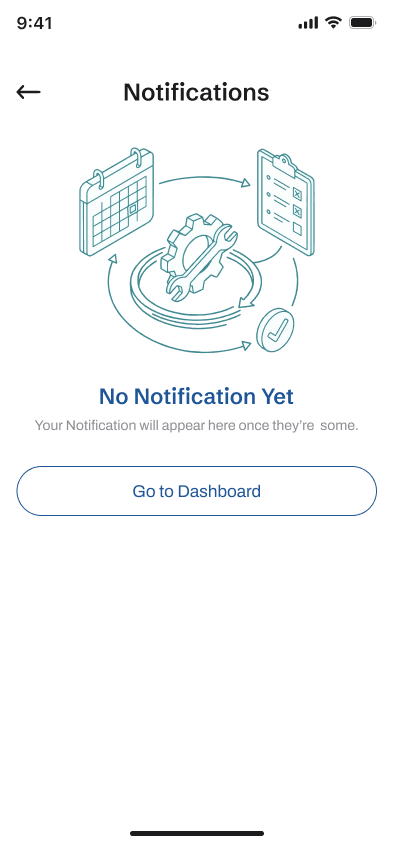 9:41
Notifications
No Notification Yet
Your Notification will appear here once they're  some.
Go to Dashboard